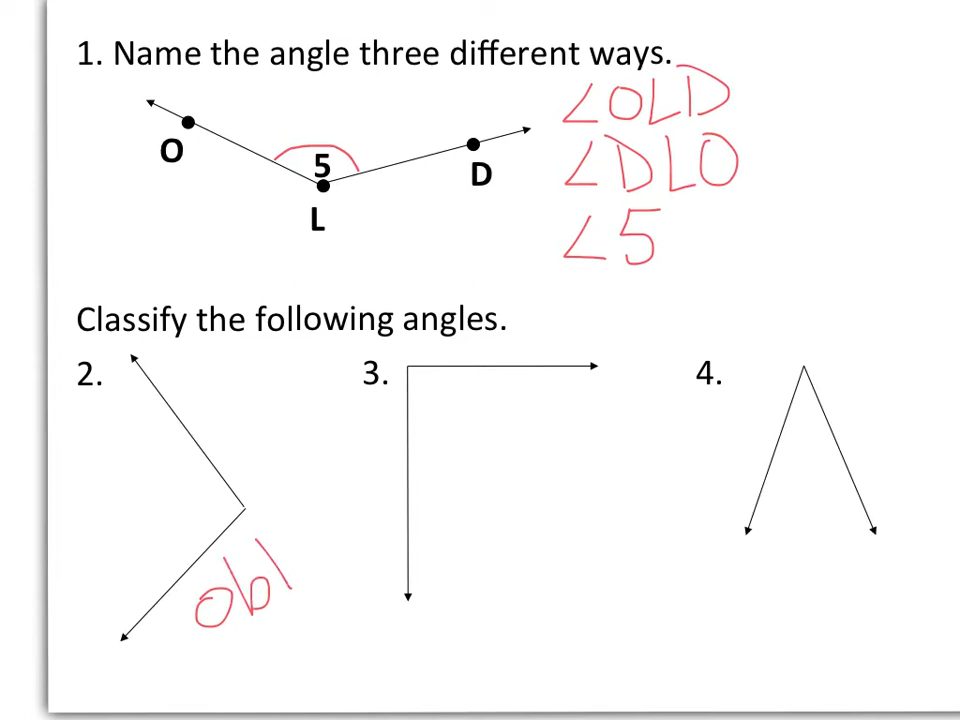 1. Name the angle three different ways.
∠OLD
O
5
D
L
∠DLO
∠5
Classify the following angles.
2.
3.
4.
obl